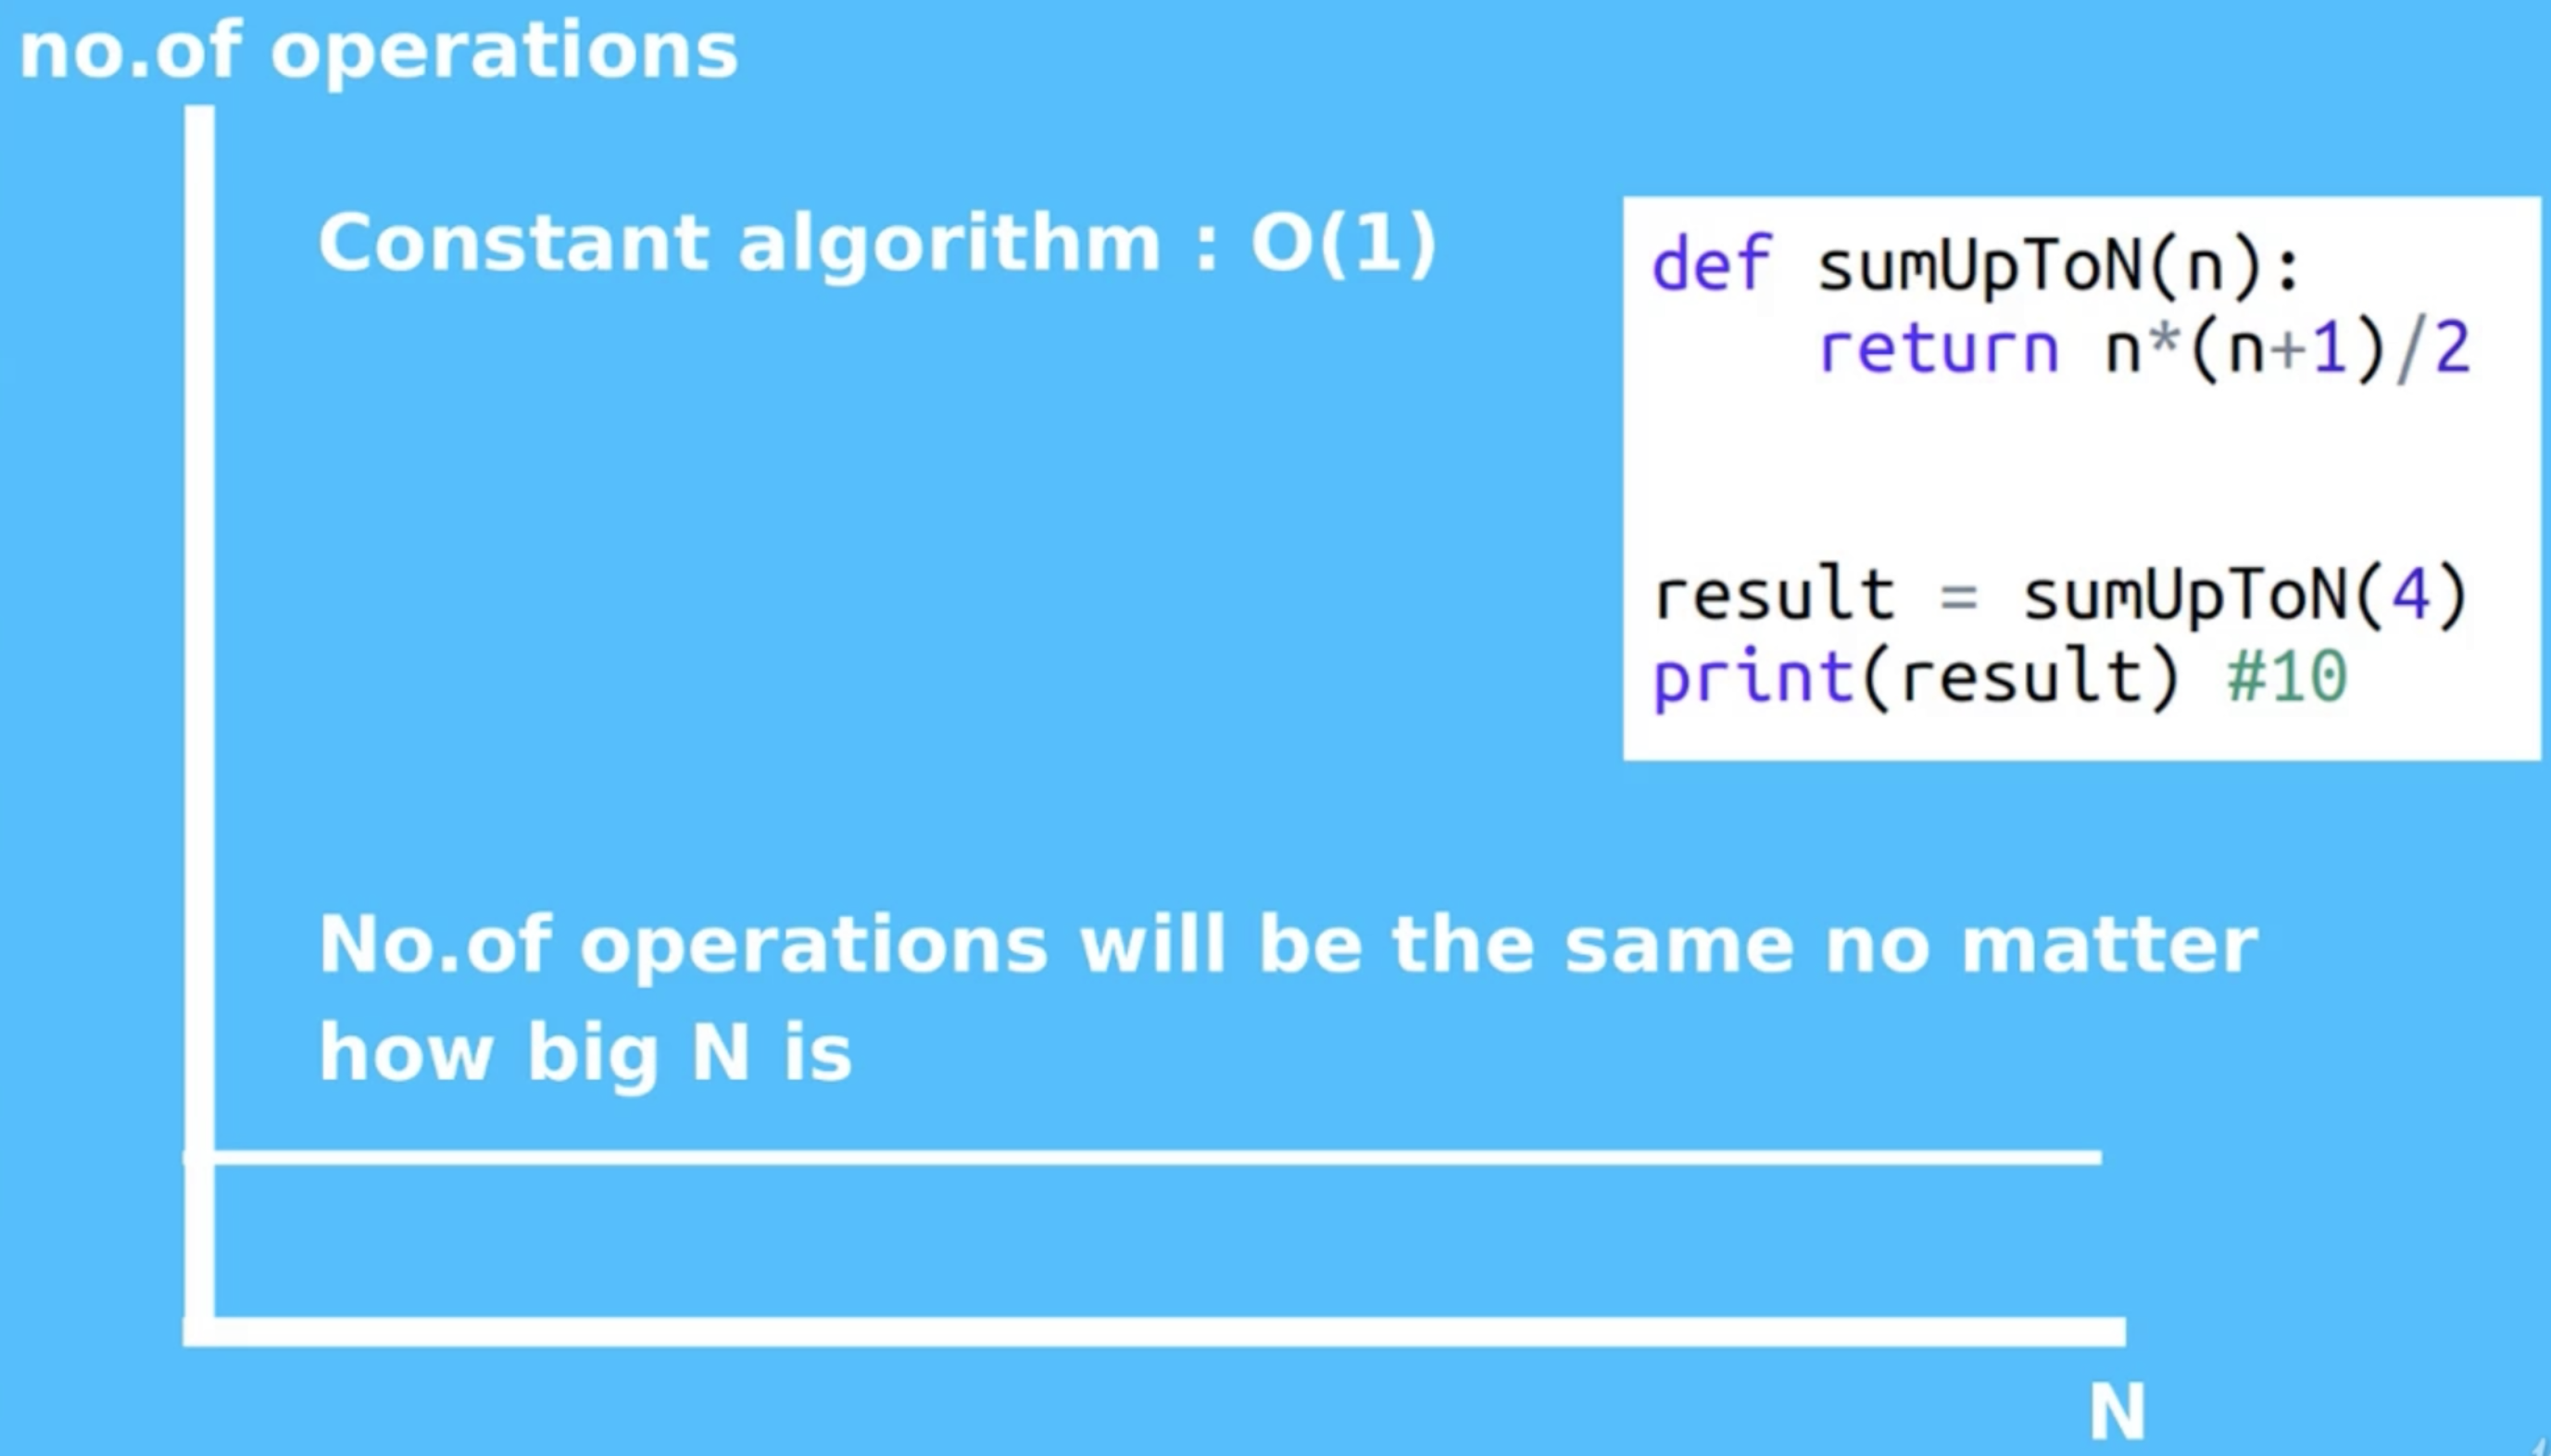 no.of operations
Constant algorithm : O(1)
def sumUpToN(n):
    return n*(n+1)/2
result = sumUpToN(4)
print(result) #10
No.of operations will be the same no matter
how big N is
N